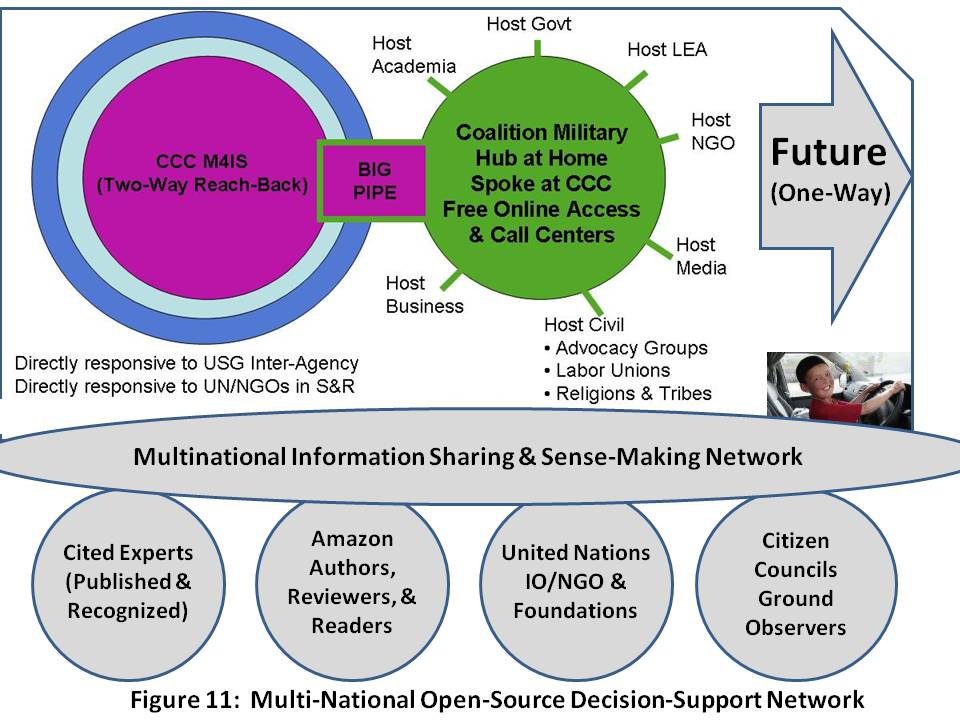 Host Govt
Host
Academia
Host LEA
Host
NGO
CCC M4IS
(Two-Way Reach-Back)
BIG
PIPE
Coalition Military
Hub at Home
Spoke at CCC
Free Online Access
& Call Centers
Future
(One-Way)
Host
Media
Host
Business
Host Civil
• Advocacy Groups
• Labor Unions
• Religions & Tribes
Directly responsive to USG Inter-Agency
Directly responsive to UN/NGOs in S&R
Multinational Information Sharing & Sense-Making Network
Cited Experts
(Published &
Recognized)
Amazon
Authors,
Reviewers, &
Readers
United Nations
IO/NGO &
Foundations
Citizen
Councils
Ground
Observers
Figure 11:  Multi-National Open-Source Decision-Support Network